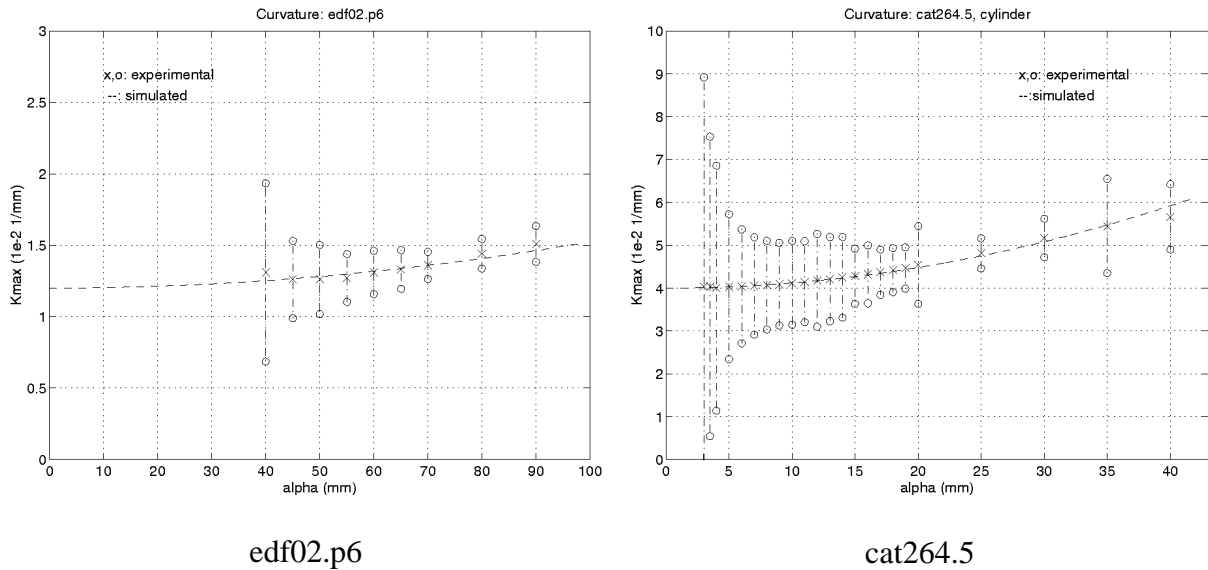 Curvature: edf02.p6
3
2.5
2
1.5
1
0.5
0
x,o: experimental
--: simulated
Kmax (1e-2 1/mm)
0 10 20 30 40 50 60 70 80 90 100
alpha (mm)
edf02.p6
Curvature: cat264.5, cylinder
10
9
8
7
6
5
4
3
2
1
0
x,o: experimental
--:simulated
Kmax (1e-2 1/mm)
5 10 15 20 25 30 35 40
alpha (mm)
cat264.5